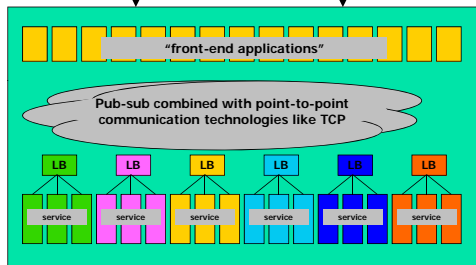 “front-end applications”
Pub-sub combined with point-to-point
communication technologies like TCP
LB LB LB LB LB LB
service service service service service service